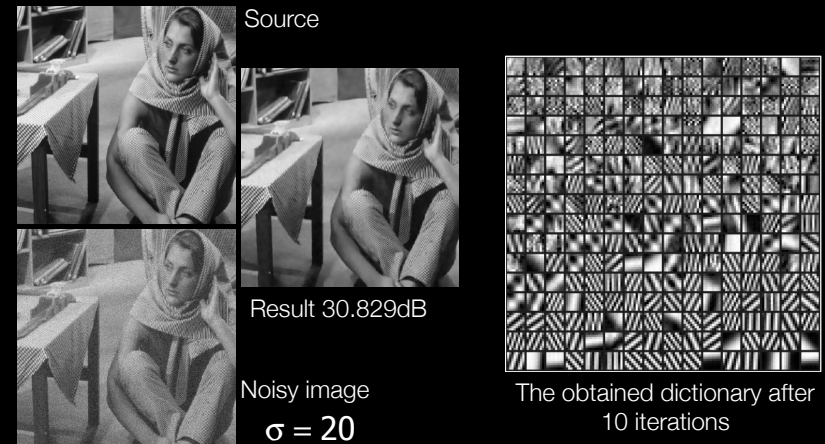 Source
Result 30.829dB
Noisy image
σ = 20
The obtained dictionary after
10 iterations